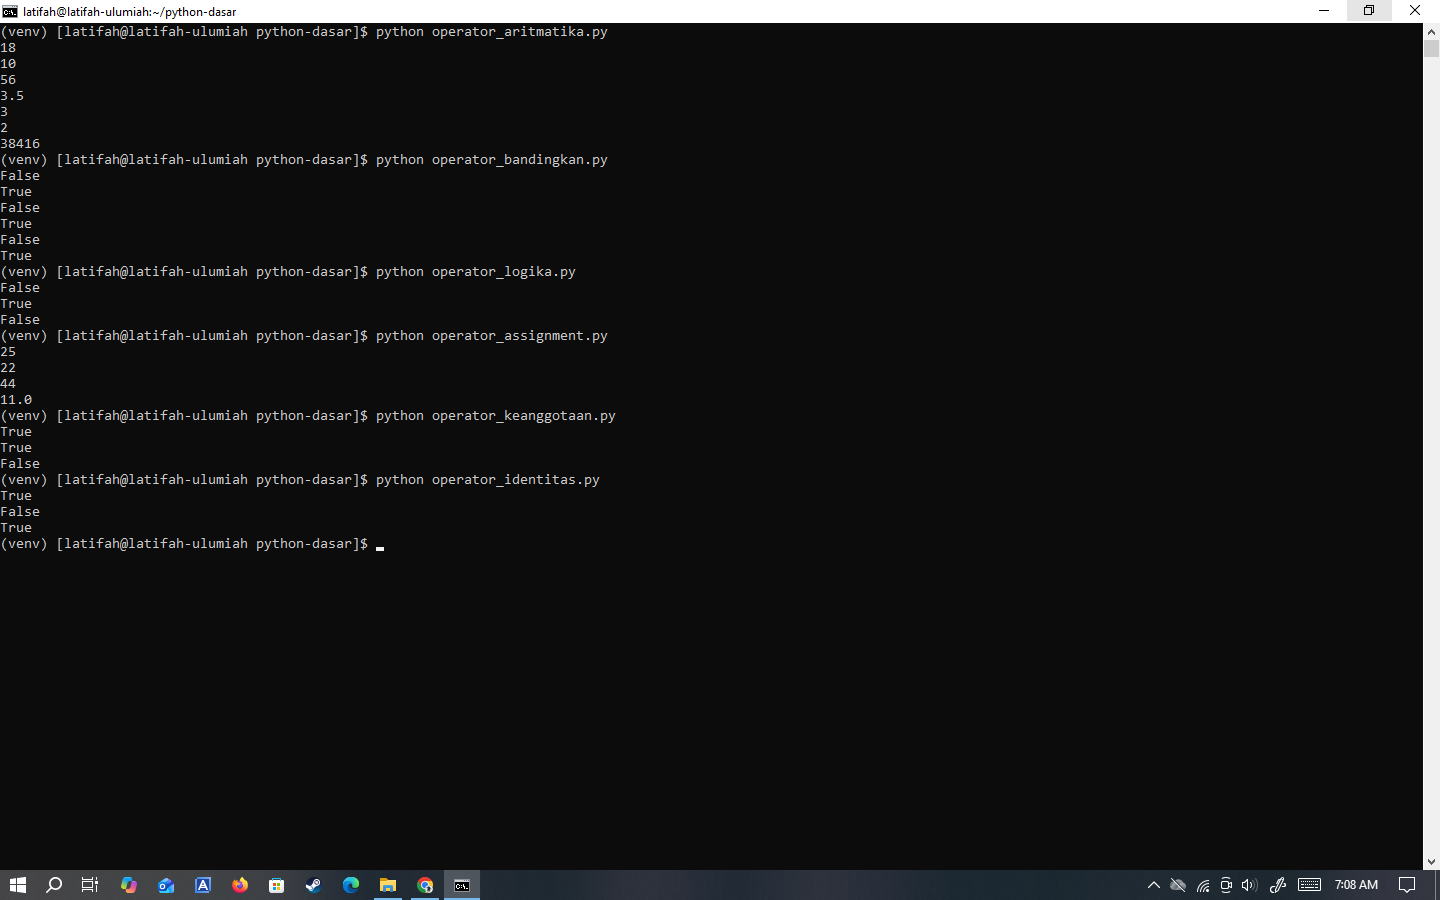 latifah@latifah-ulumiah:~/python-dasar
(venv) [latifah@latifah-ulumiah python-dasar]$ python operator_aritmatika.py
18
10
56
3.5
3
2
38416
(venv) [latifah@latifah-ulumiah python-dasar]$ python operator_bandingkan.py
False
True
False
True
False
True
(venv) [latifah@latifah-ulumiah python-dasar]$ python operator_logika.py
False
True
False
(venv) [latifah@latifah-ulumiah python-dasar]$ python operator_assignment.py
25
22
44
11.0
(venv) [latifah@latifah-ulumiah python-dasar]$ python operator_keanggotaan.py
True
True
False
(venv) [latifah@latifah-ulumiah python-dasar]$ python operator_identitas.py
True
False
True
(venv) [latifah@latifah-ulumiah python-dasar]$
7:08 AM